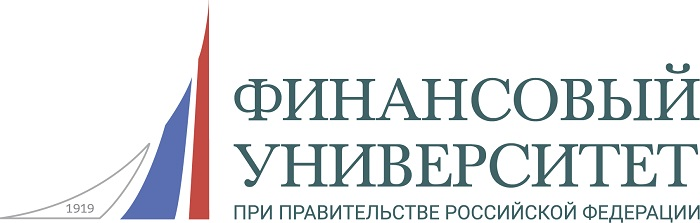 1919
ФИНАНСОВЫЙ
УНИВЕРСИТЕТ
ПРИ ПРАВИТЕЛЬСТВЕ РОССИЙСКОЙ ФЕДЕРАЦИИ